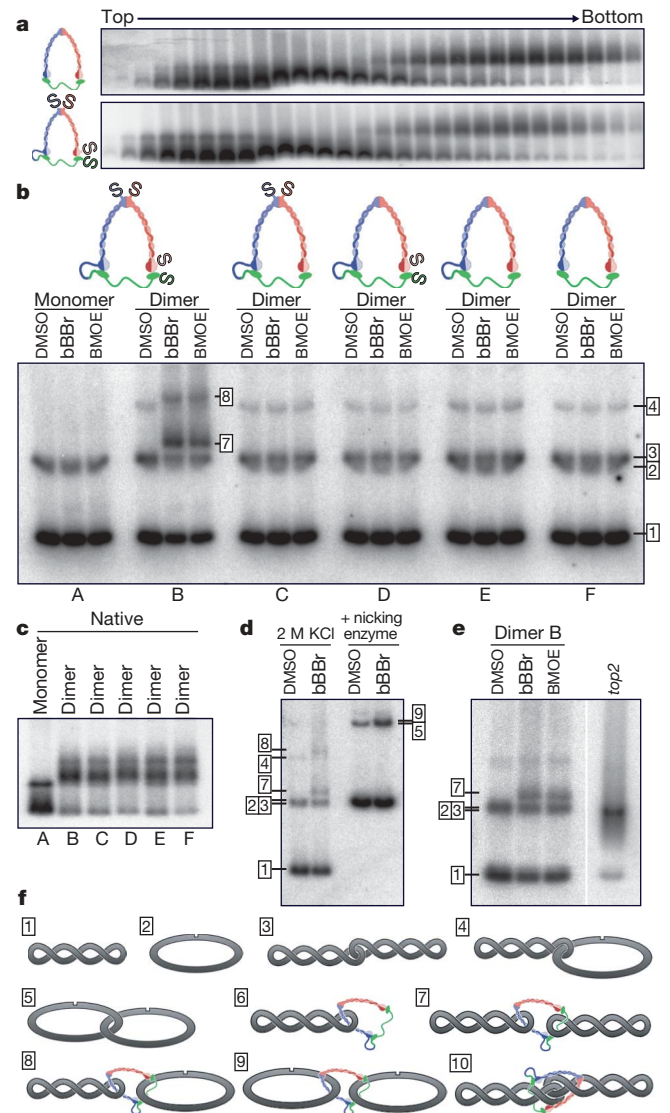 a
Top Bottom
S S
S
S
b
S S
S
S
S S
S
S
Monomer Dimer Dimer Dimer Dimer Dimer
DMSO bBBr BMOE DMSO bBBr BMOE DMSO bBBr BMOE DMSO bBBr BMOE DMSO bBBr BMOE DMSO bBBr BMOE
8
4
7
3
2
1
A B C D E F
c
Native
Monomer Dimer Dimer Dimer Dimer Dimer
A B C D E F
d
2 M KCl + nicking enzyme
DMSO bBBr DMSO bBBr
9
5
8
4
7
2 3
1
e
Dimer B
DMSO bBBr BMOE top2
7
2 3
1
f
1 2 3 4
5 6 7
8 9 10